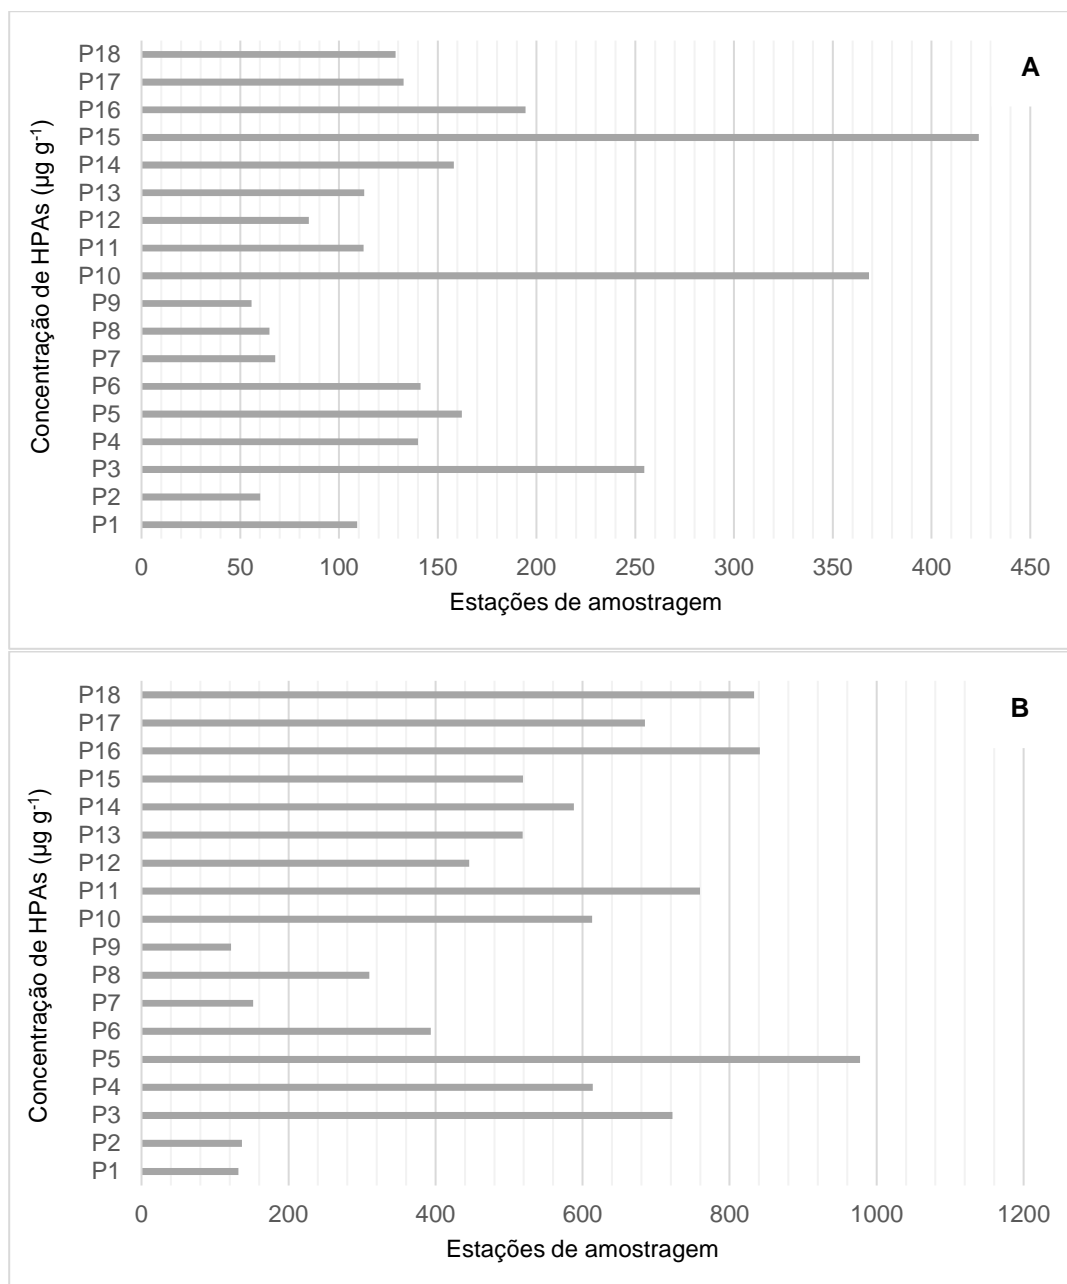 A
Concentração de HPAs (µg g-1)
P18
P17
P16
P15
P14
P13
P12
P11
P10
P9
P8
P7
P6
P5
P4
P3
P2
P1
0 50 100 150 200 250 300 350 400 450
Estações de amostragem
B
Concentração de HPAs (µg g-1)
P18
P17
P16
P15
P14
P13
P12
P11
P10
P9
P8
P7
P6
P5
P4
P3
P2
P1
0 200 400 600 800 1000 1200
Estações de amostragem